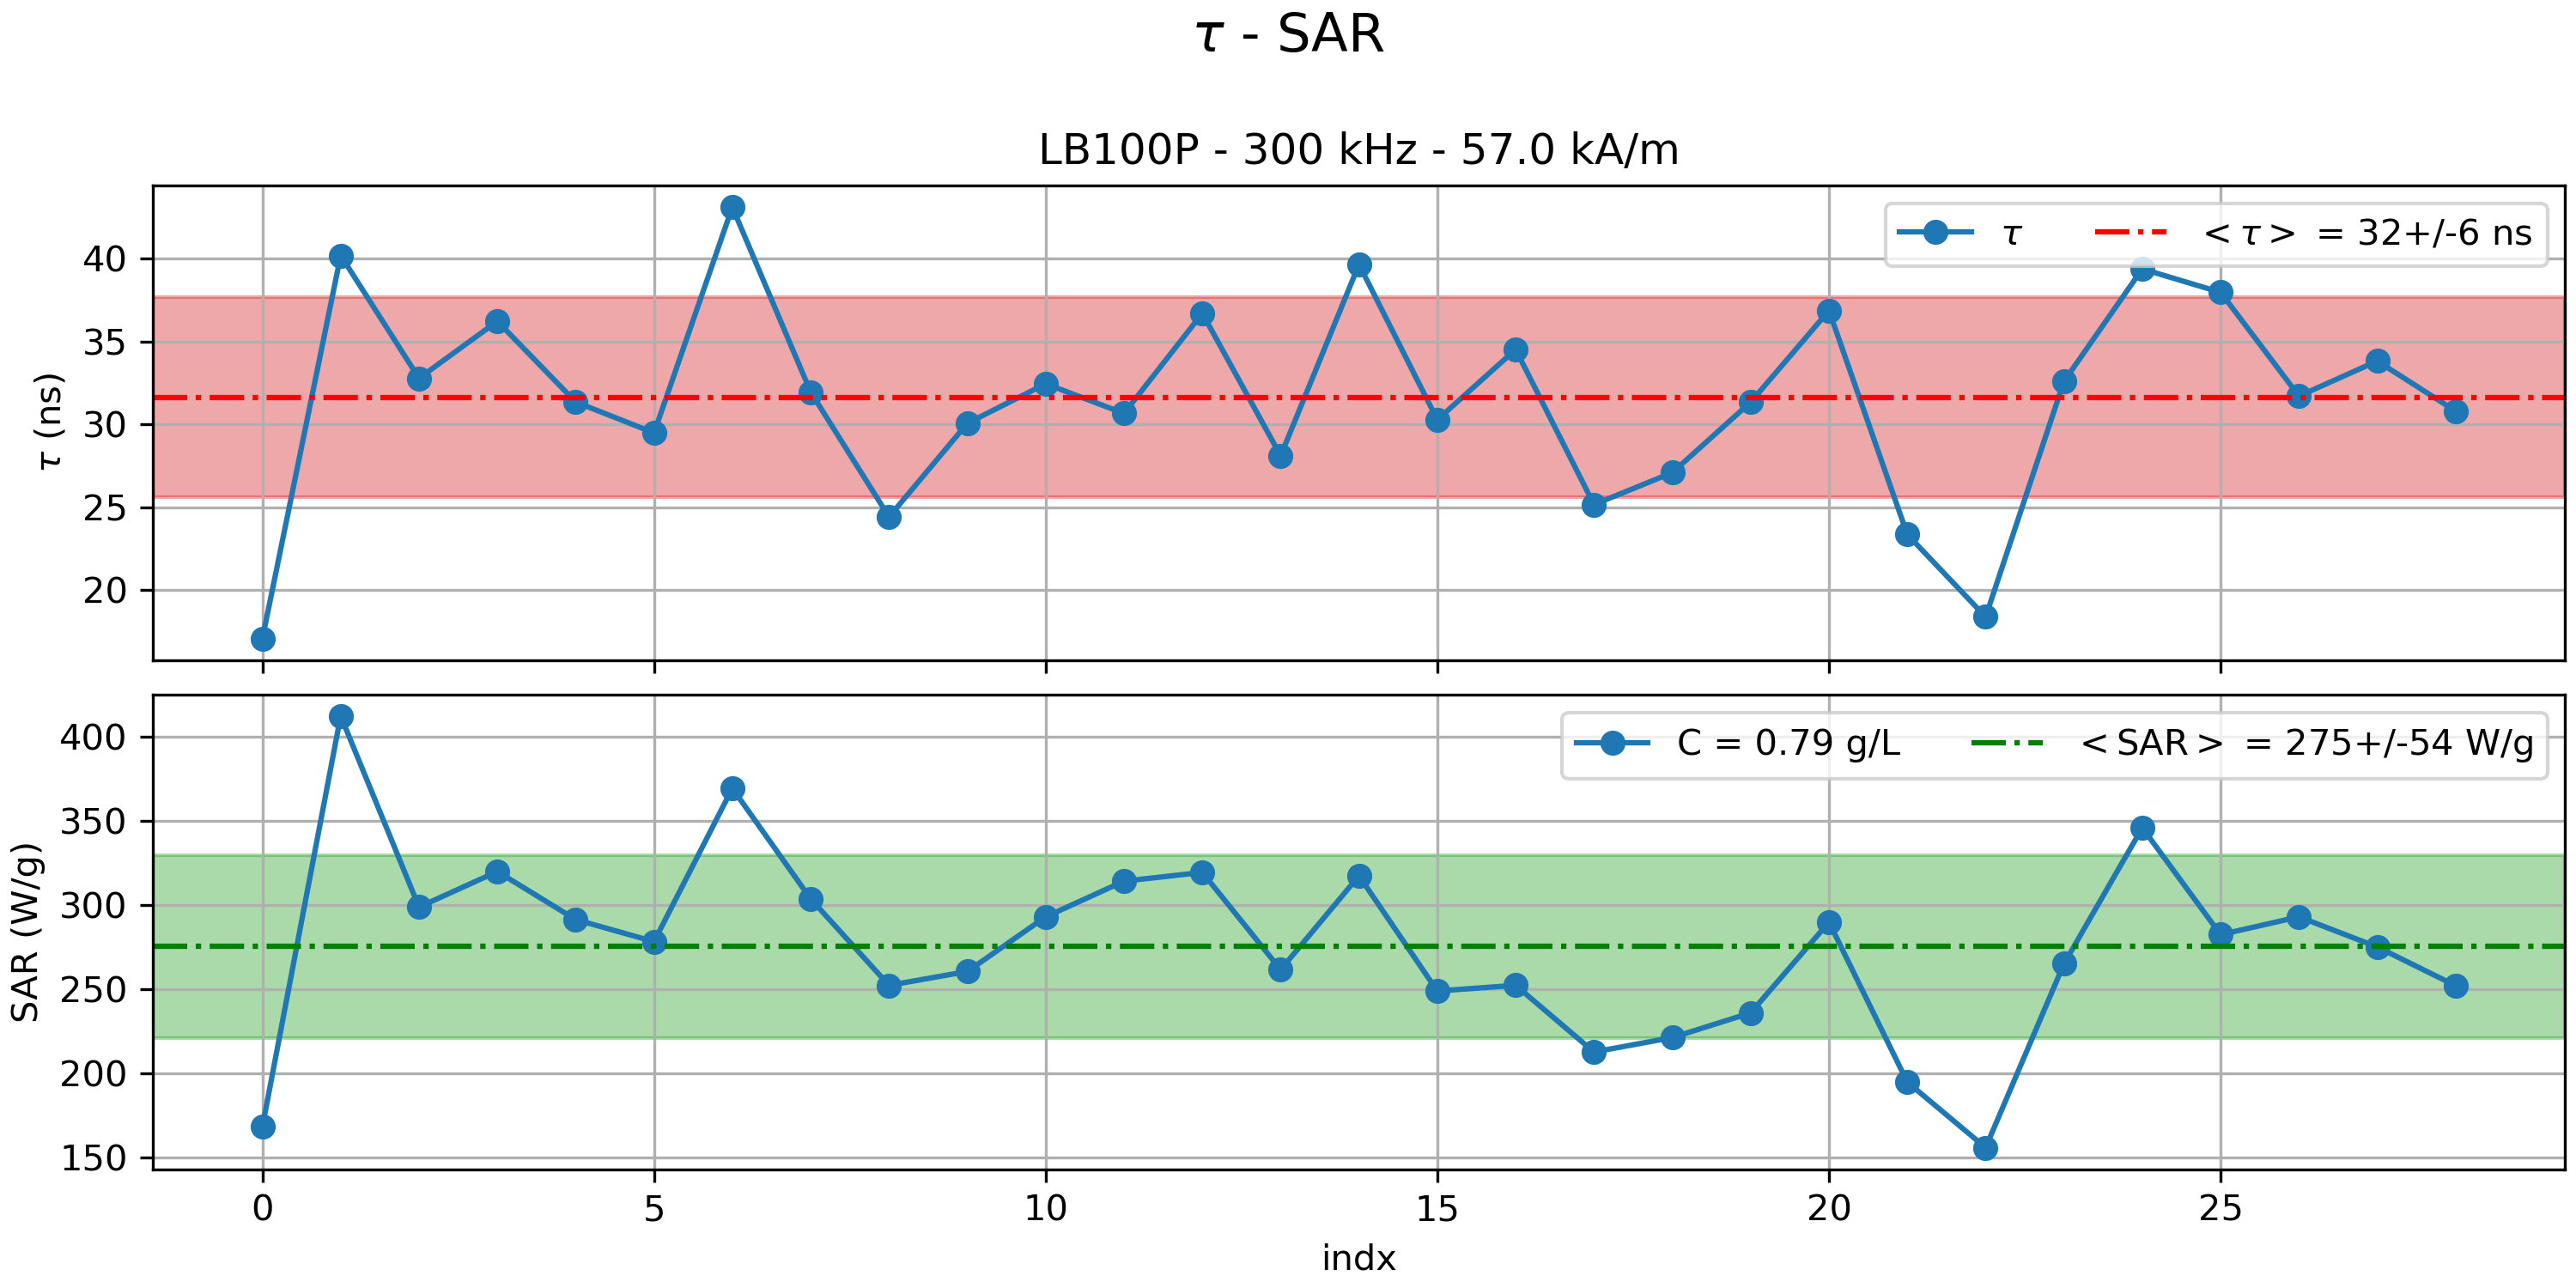 τ - SAR
LB100P - 300 kHz - 57.0 kA/m
τ
<τ> = 32+/-6 ns
40
35
30
25
20
τ (ns)
C = 0.79 g/L
<SAR> = 275+/-54 W/g
400
350
300
250
200
150
SAR (W/g)
0 5 10 15 20 25
indx